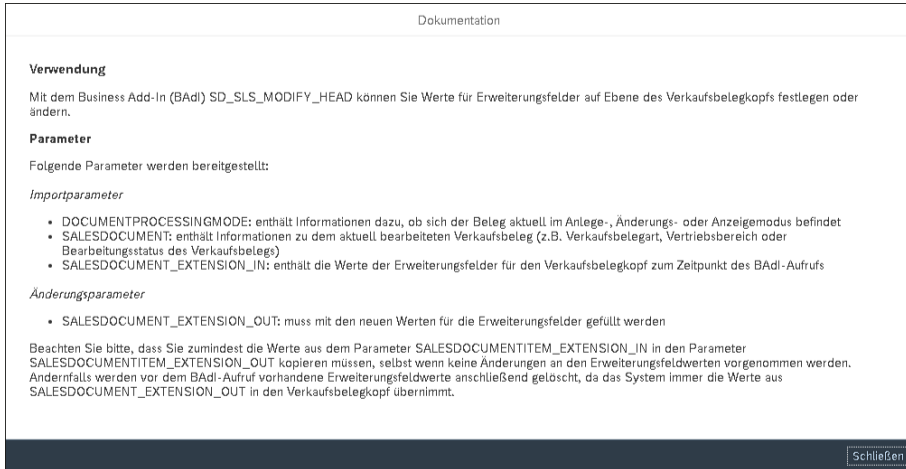 Dokumentation
Verwendung
Mit dem Business Add-In (BAdI) SD_SLS_MODIFY_HEAD können Sie Werte für Erweiterungsfelder auf Ebene des Verkaufsbelegkopfs festlegen oder
ändern.
Parameter
Folgende Parameter werden bereitgestellt:
Importparameter
• DOCUMENTPROCESSINGMODE: enthält Informationen dazu, ob sich der Beleg aktuell im Anlege-, Änderungs- oder Anzeigemodus befindet
• SALESDOCUMENT: enthält Informationen zu dem aktuell bearbeiteten Verkaufsbeleg (z.B. Verkaufsbelegart, Vertriebsbereich oder
Bearbeitungsstatus des Verkaufsbelegs)
• SALESDOCUMENT_EXTENSION_IN: enthält die Werte der Erweiterungsfelder für den Verkaufsbelegkopf zum Zeitpunkt des BAdI-Aufrufs
Änderungsparameter
• SALESDOCUMENT_EXTENSION_OUT: muss mit den neuen Werten für die Erweiterungsfelder gefüllt werden
Beachten Sie bitte, dass Sie zumindest die Werte aus dem Parameter SALESDOCUMENTITEM_EXTENSION_IN in den Parameter
SALESDOCUMENTITEM_EXTENSION_OUT kopieren müssen, selbst wenn keine Änderungen an den Erweiterungsfeldwerten vorgenommen werden.
Andernfalls werden vor dem BAdI-Aufruf vorhandene Erweiterungsfeldwerte anschließend gelöscht, da das System immer die Werte aus
SALESDOCUMENT_EXTENSION_OUT in den Verkaufsbelegkopf übernimmt.
Schließen